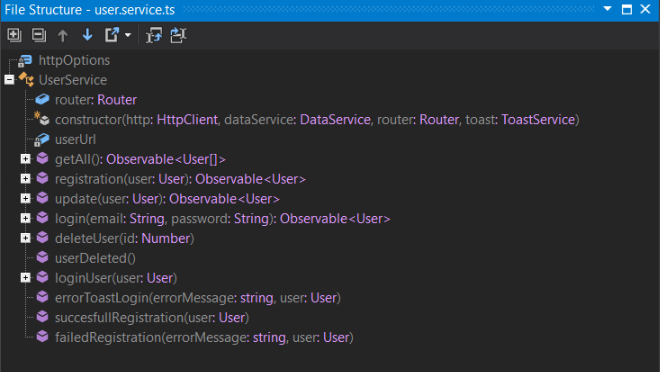 File Structure - user.service.ts
httpOptions
UserService
router: Router
constructor(http: HttpClient, dataService: DataService, router: Router, toast: ToastService)
userUrl
getAll(): Observable<User[]>
registration(user: User): Observable<User>
update(user: User): Observable<User>
login(email: String, password: String): Observable<User>
deleteUser(id: Number)
userDeleted()
loginUser(user: User)
errorToastLogin(errorMessage: string, user: User)
succesfullRegistration(user: User)
failedRegistration(errorMessage: string, user: User)